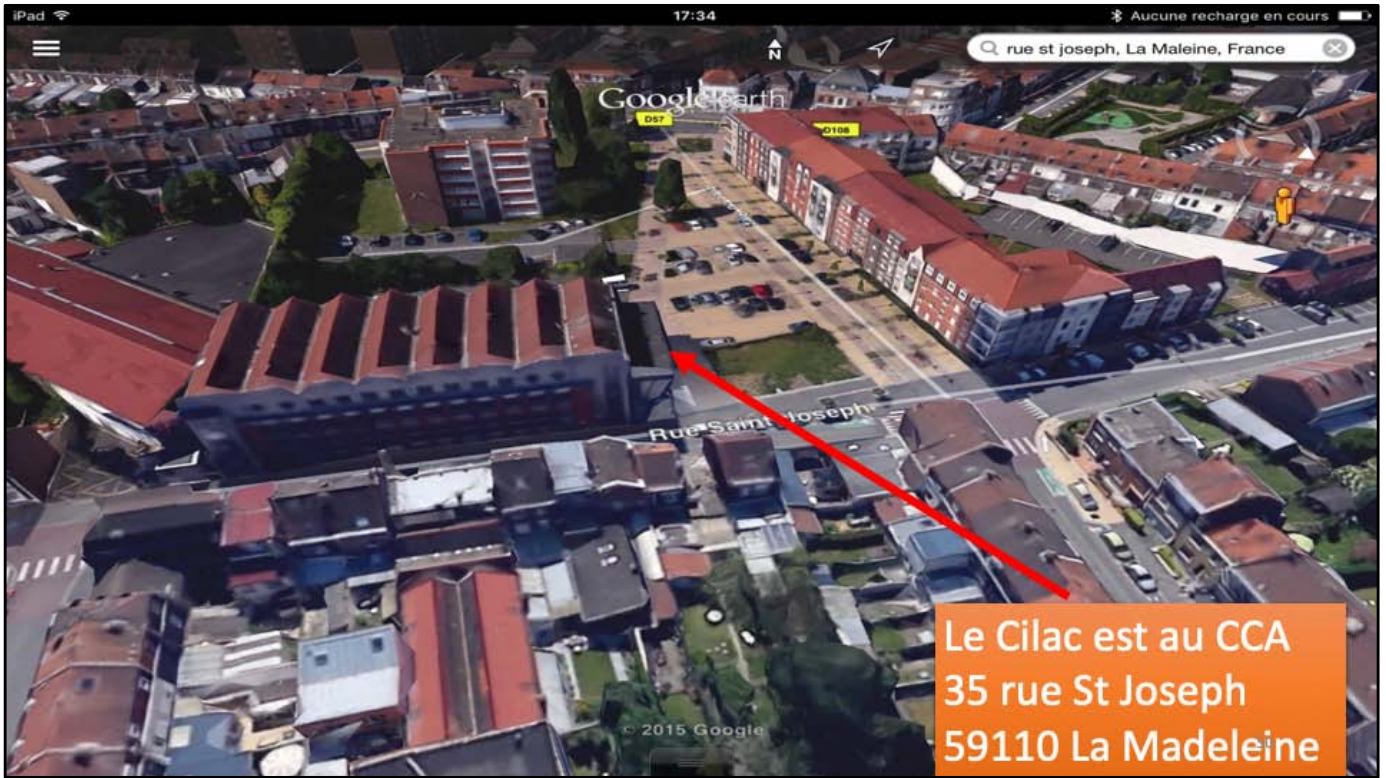 iPad 17:34 Aucune recharge en cours
N
rue st joseph, La Maleine, France
Google earth
D57
D108
Rue Saint Joseph
Le Cilac est au CCA
35 rue St Joseph
59110 La Madeleine
© 2015 Google